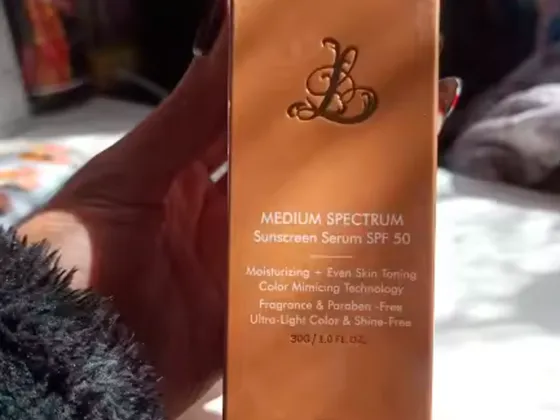 MEDIUM SPECTRUM
Sunscreen Serum SPF 50
Moisturizing + Even Skin Toning
Color Mimicing Technology
Fragrance & Paraben -Free
Ultra-Light Color & Shine-Free
30G / 1.0 FL.OZ.